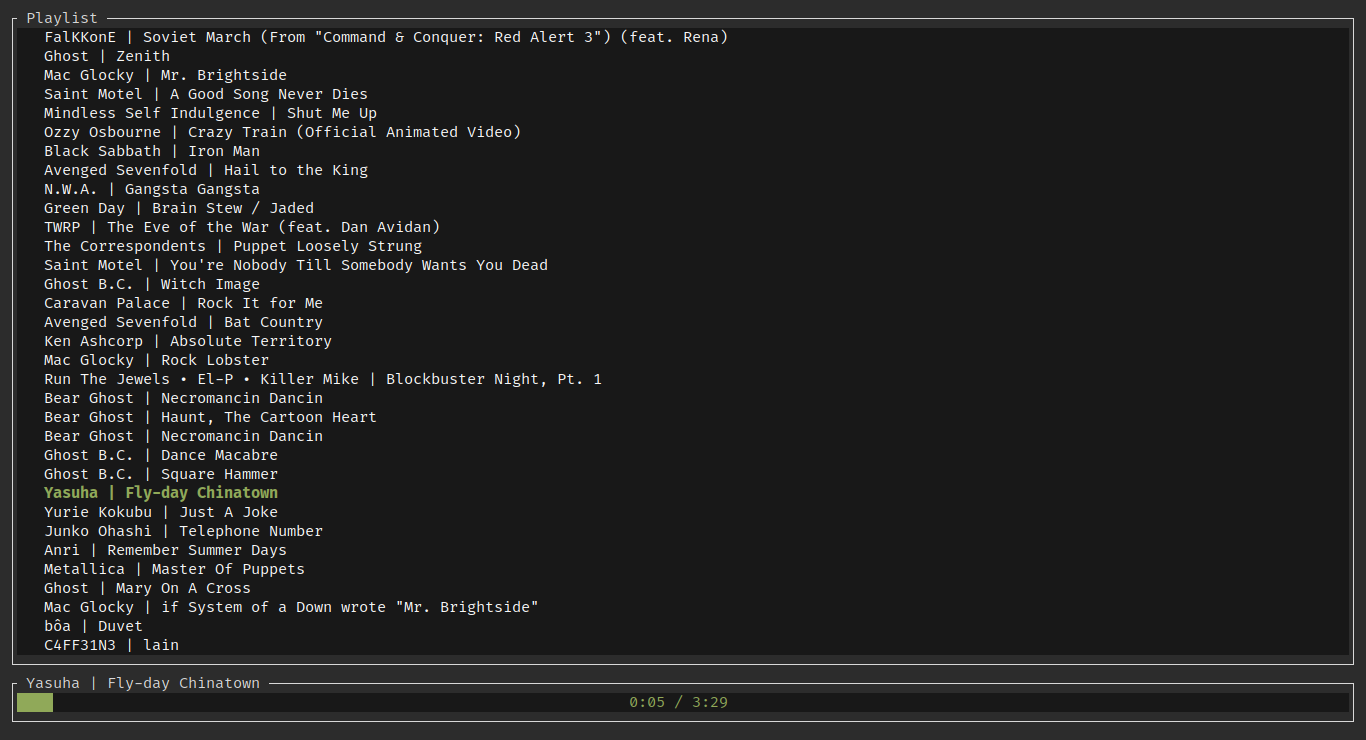 Playlist
FalKKonE | Soviet March (From "Command & Conquer: Red Alert 3") (feat. Rena)
Ghost | Zenith
Mac Glocky | Mr. Brightside
Saint Motel | A Good Song Never Dies
Mindless Self Indulgence | Shut Me Up
Ozzy Osbourne | Crazy Train (Official Animated Video)
Black Sabbath | Iron Man
Avenged Sevenfold | Hail to the King
N.W.A. | Gangsta Gangsta
Green Day | Brain Stew / Jaded
TWRP | The Eve of the War (feat. Dan Avidan)
The Correspondents | Puppet Loosely Strung
Saint Motel | You're Nobody Till Somebody Wants You Dead
Ghost B.C. | Witch Image
Caravan Palace | Rock It for Me
Avenged Sevenfold | Bat Country
Ken Ashcorp | Absolute Territory
Mac Glocky | Rock Lobster
Run The Jewels • El-P • Killer Mike | Blockbuster Night, Pt. 1
Bear Ghost | Necromancin Dancin
Bear Ghost | Haunt, The Cartoon Heart
Bear Ghost | Necromancin Dancin
Ghost B.C. | Dance Macabre
Ghost B.C. | Square Hammer
Yasuha | Fly-day Chinatown
Yurie Kokubu | Just A Joke
Junko Ohashi | Telephone Number
Anri | Remember Summer Days
Metallica | Master Of Puppets
Ghost | Mary On A Cross
Mac Glocky | if System of a Down wrote "Mr. Brightside"
bôa | Duvet
C4FF31N3 | lain
Yasuha | Fly-day Chinatown
0:05 / 3:29